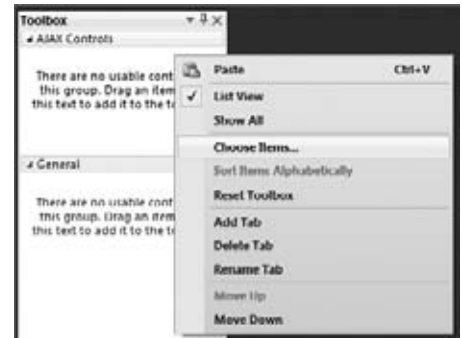 Toolbox
AJAX Controls
There are no usable cont
this group. Drag an item
this text to add it to the to
General
There are no usable cont
this group. Drag an item
this text to add it to the to
Paste Ctrl+V
List View
Show All
Choose Items...
Sort Items Alphabetically
Reset Toolbox
Add Tab
Delete Tab
Rename Tab
Move Up
Move Down